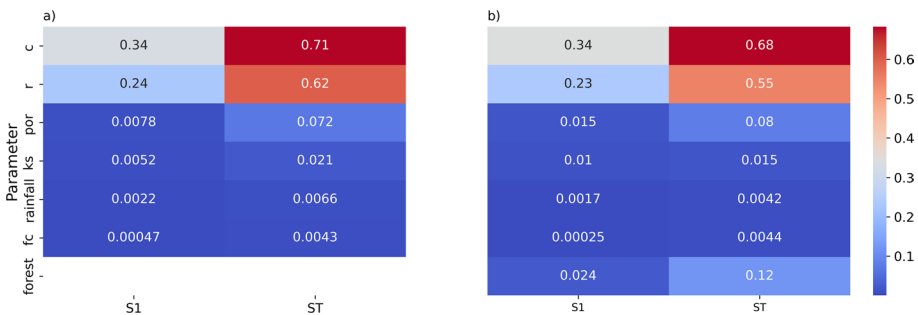 a)
b)
Parameter
c 0.34 0.71
r 0.24 0.62
por 0.0078 0.072
ks 0.0052 0.021
rainfall 0.0022 0.0066
fc 0.00047 0.0043
forest
S1 ST
0.34 0.68
0.23 0.55
0.015 0.08
0.01 0.015
0.0017 0.0042
0.00025 0.0044
0.024 0.12
S1 ST
0.6
0.5
0.4
0.3
0.2
0.1